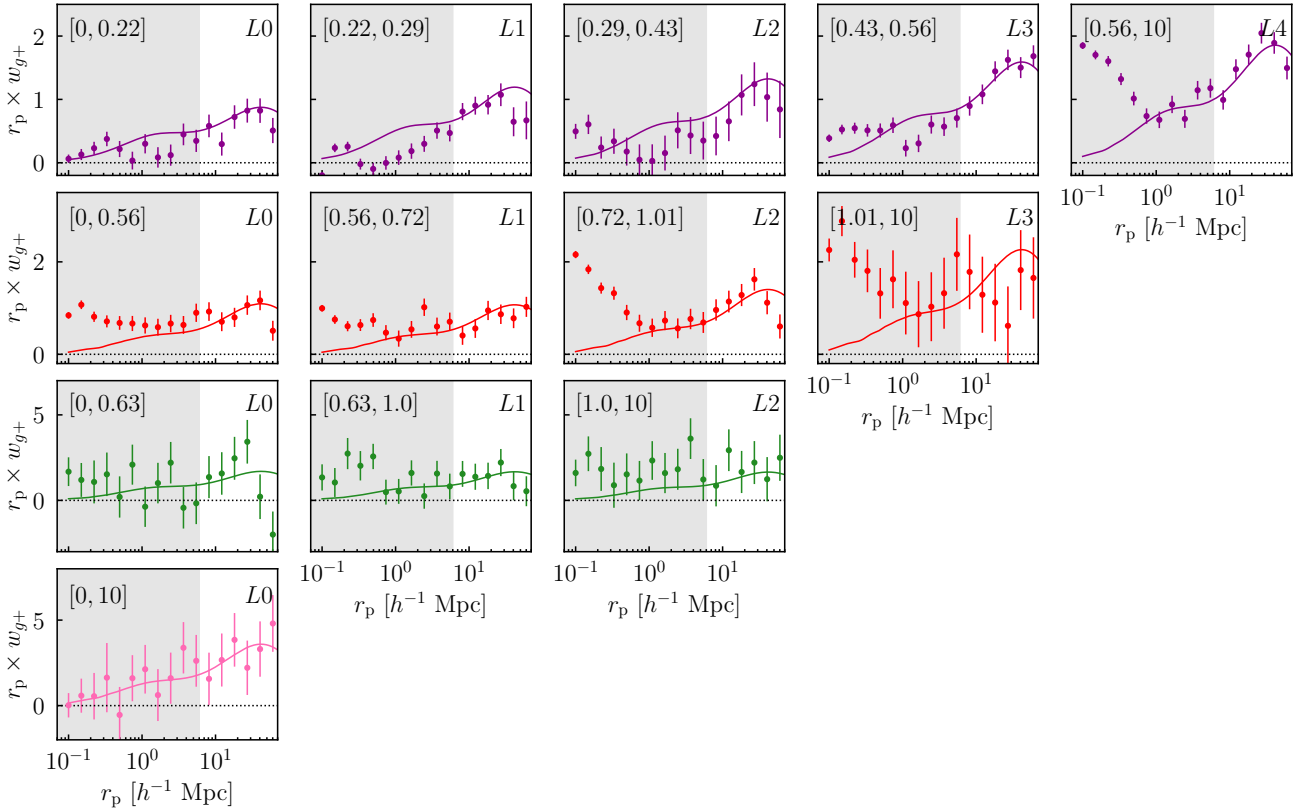 [0, 0.22] L0
[0.22, 0.29] L1
[0.29, 0.43] L2
[0.43, 0.56] L3
[0.56, 10] L4
2
1
0
r_p × w_{g+}
10^{-1} 10^0 10^1
r_p [h^{-1} Mpc]
[0, 0.56] L0
[0.56, 0.72] L1
[0.72, 1.01] L2
[1.01, 10] L3
2
0
r_p × w_{g+}
10^{-1} 10^0 10^1
r_p [h^{-1} Mpc]
[0, 0.63] L0
[0.63, 1.0] L1
[1.0, 10] L2
5
0
r_p × w_{g+}
10^{-1} 10^0 10^1
r_p [h^{-1} Mpc]
10^{-1} 10^0 10^1
r_p [h^{-1} Mpc]
[0, 10] L0
5
0
r_p × w_{g+}
10^{-1} 10^0 10^1
r_p [h^{-1} Mpc]